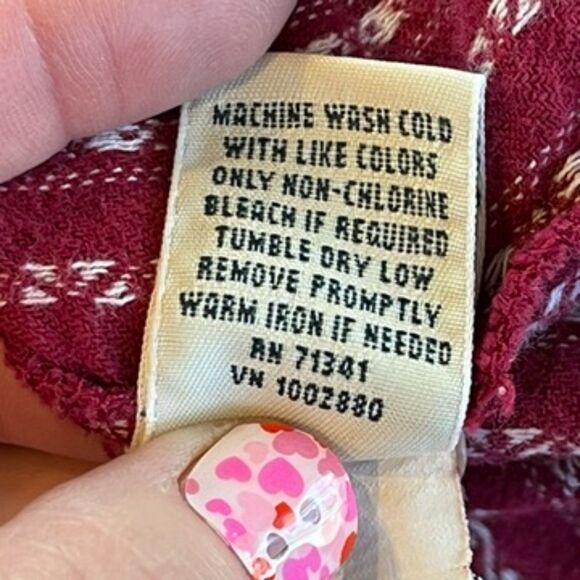 MACHINE WASH COLD
WITH LIKE COLORS
ONLY NON-CHLORINE
BLEACH IF REQUIRED
TUMBLE DRY LOW
REMOVE PROMPTLY
WARM IRON IF NEEDED
RN 71341
VN 1002880